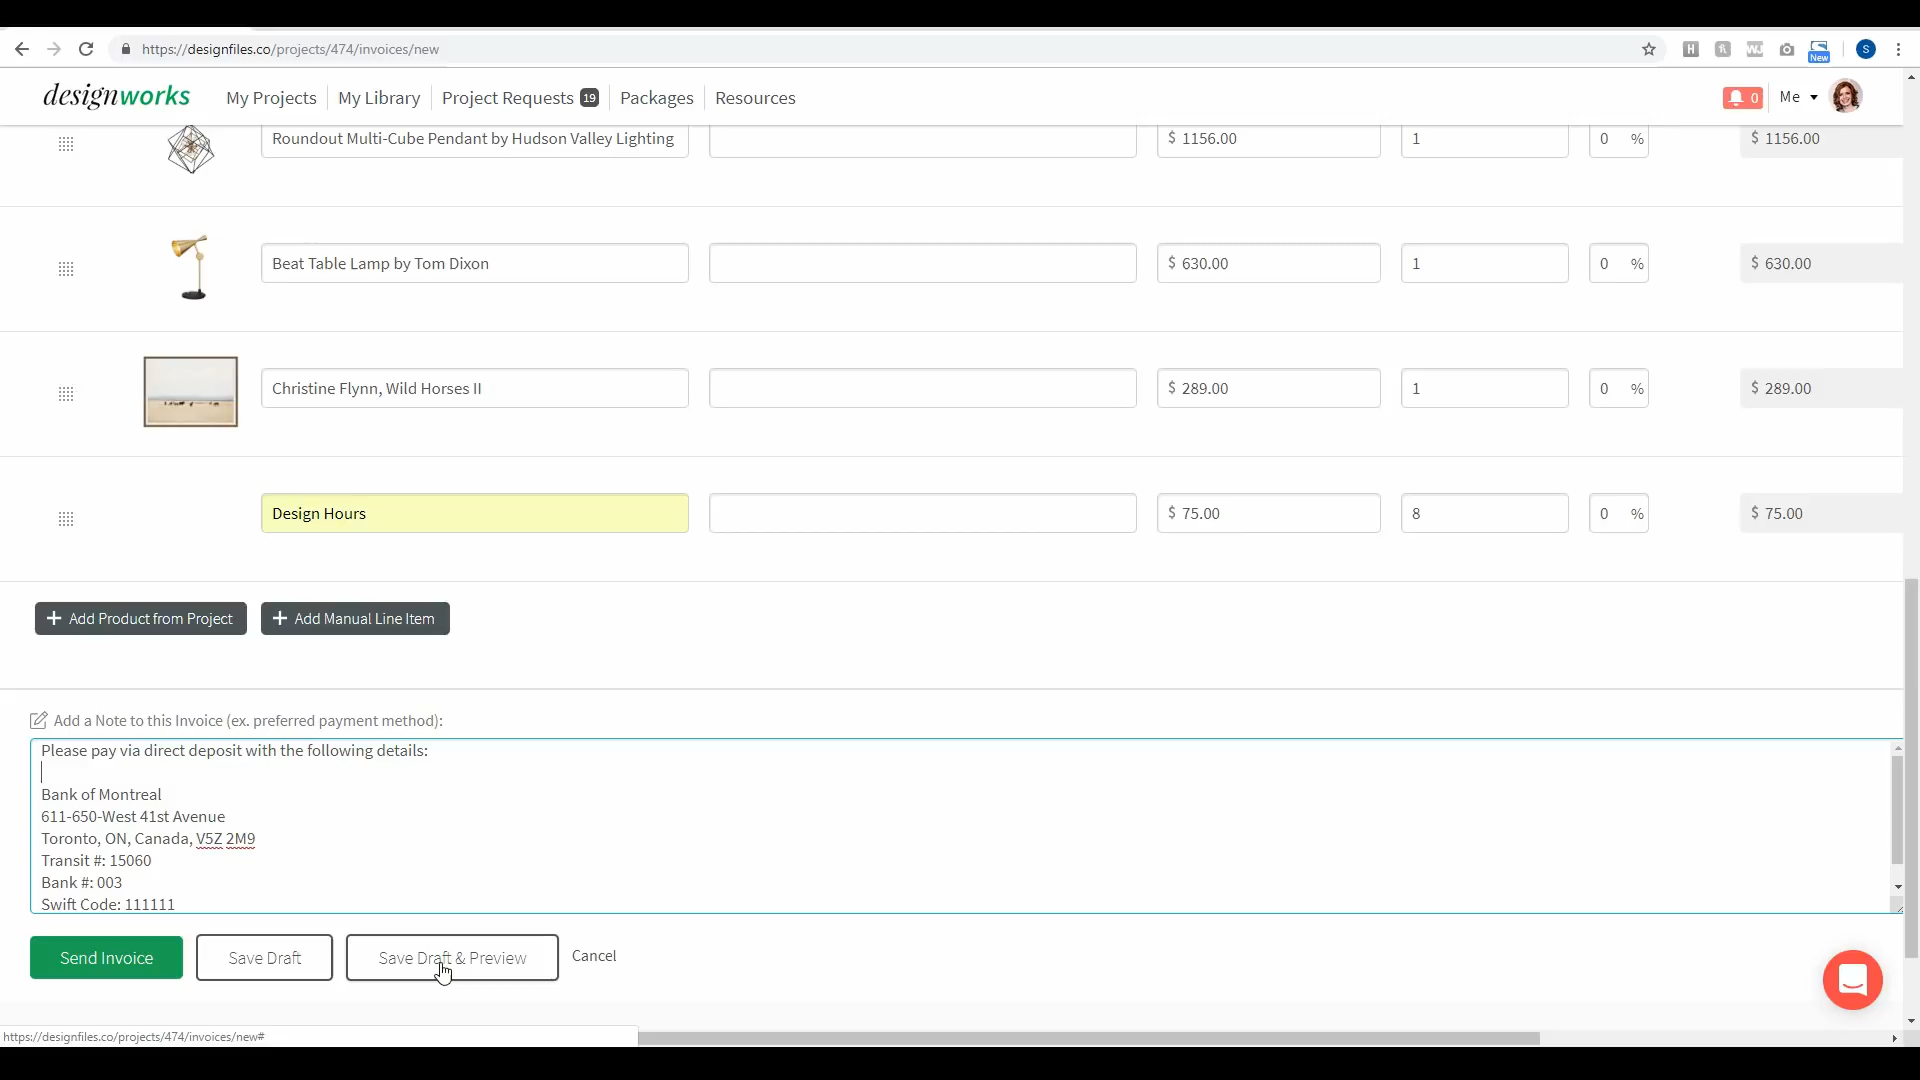 https://designfiles.co/projects/474/invoices/new
H
WJ
New
S
designworks
My Projects
My Library
Project Requests 19
Packages
Resources
0
Me
Roundout Multi-Cube Pendant by Hudson Valley Lighting
$ 1156.00
1
0 %
$ 1156.00
Beat Table Lamp by Tom Dixon
$ 630.00
1
0 %
$ 630.00
Christine Flynn, Wild Horses II
$ 289.00
1
0 %
$ 289.00
Design Hours
$ 75.00
8
0 %
$ 75.00
+ Add Product from Project
+ Add Manual Line Item
Add a Note to this Invoice (ex. preferred payment method):
Please pay via direct deposit with the following details:
Bank of Montreal
611-650-West 41st Avenue
Toronto, ON, Canada, V5Z 2M9
Transit #: 15060
Bank #: 003
Swift Code: 111111
Send Invoice
Save Draft
Save Draft & Preview
Cancel
https://designfiles.co/projects/474/invoices/new#